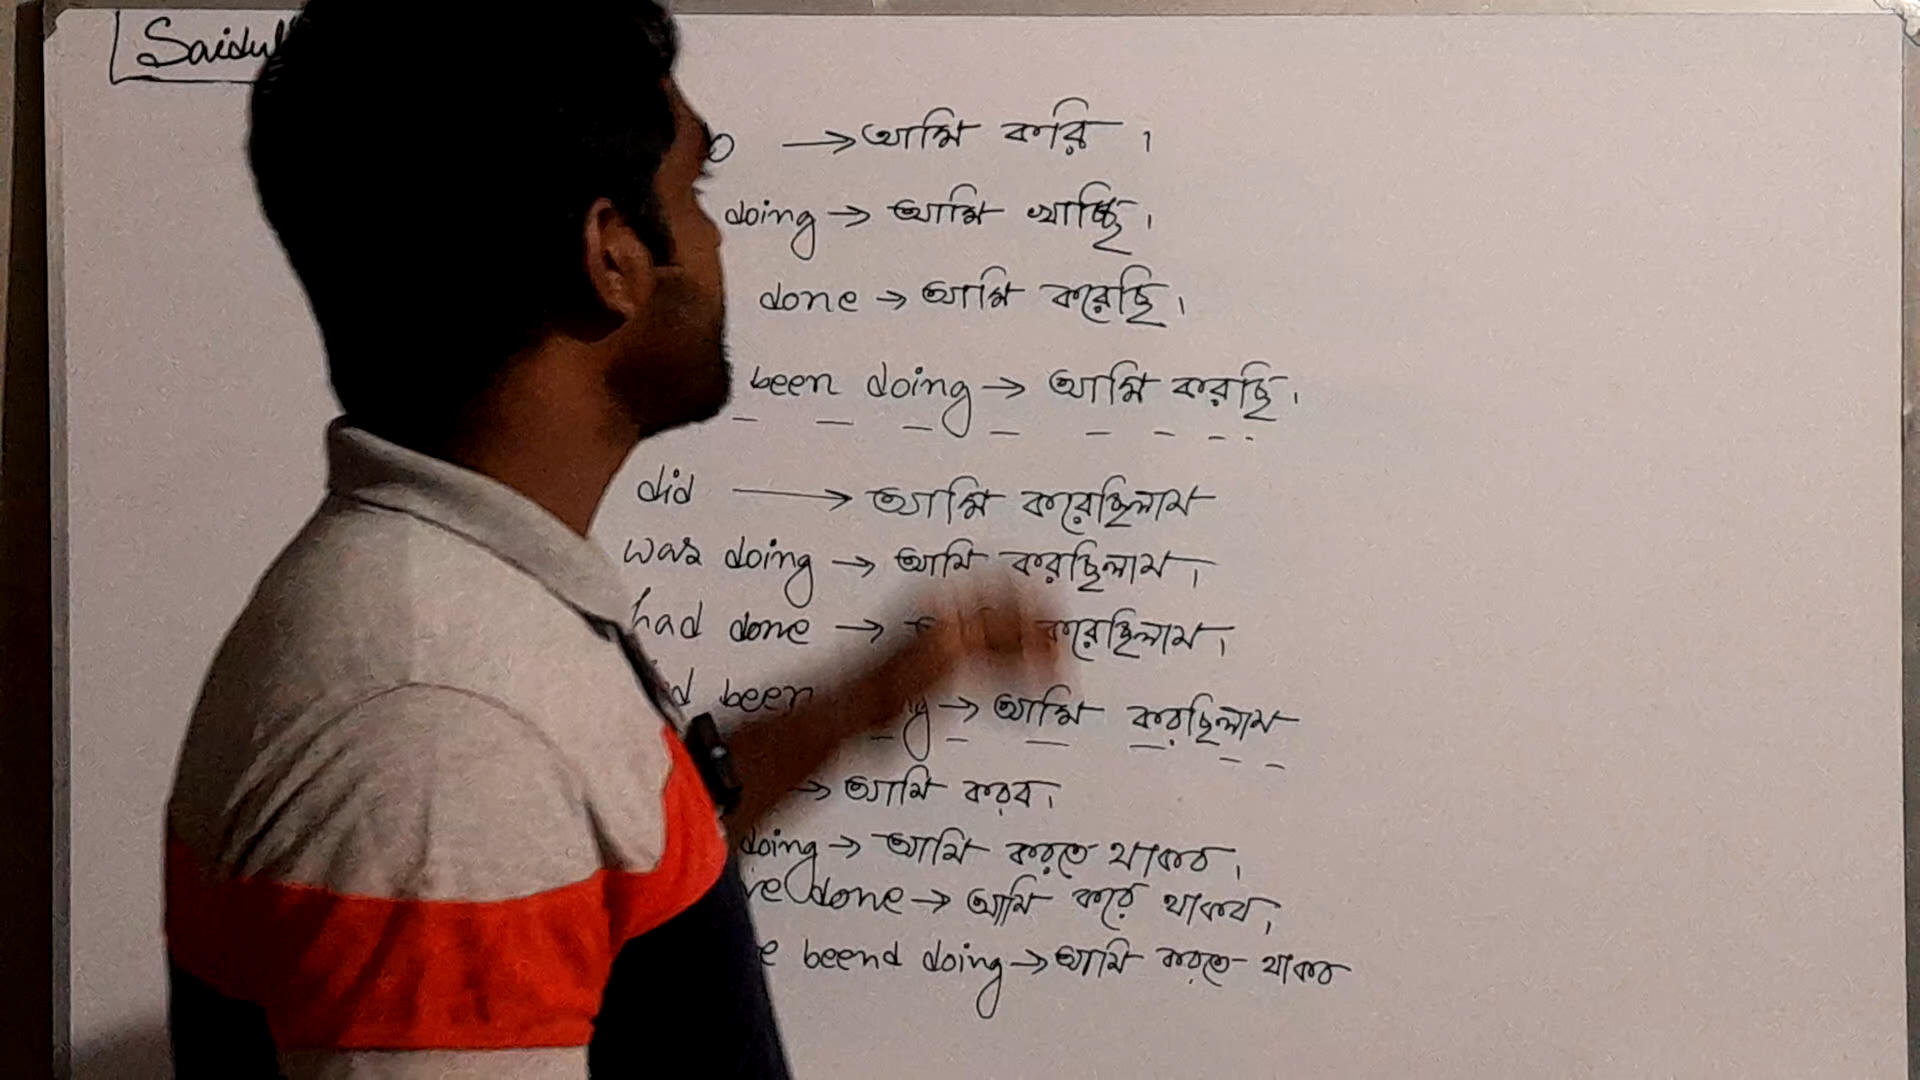 Saidul
→ আমি করি ।
doing → আমি খাচ্ছি ।
done → আমি করেছি ।
been doing → আমি করছি ।
did → আমি করেছিলাম
was doing → আমি করছিলাম ।
had done → করেছিলাম ।
been → আমি করছিলাম
→ আমি করব ।
doing → আমি করতে থাকব ।
done → আমি করে থাকব ।
beend doing → আমি করতে থাকব